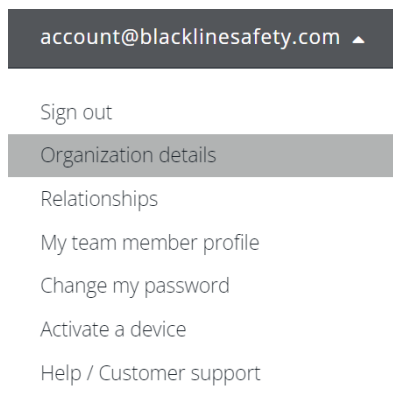 account@blacklinesafety.com
Sign out
Organization details
Relationships
My team member profile
Change my password
Activate a device
Help / Customer support